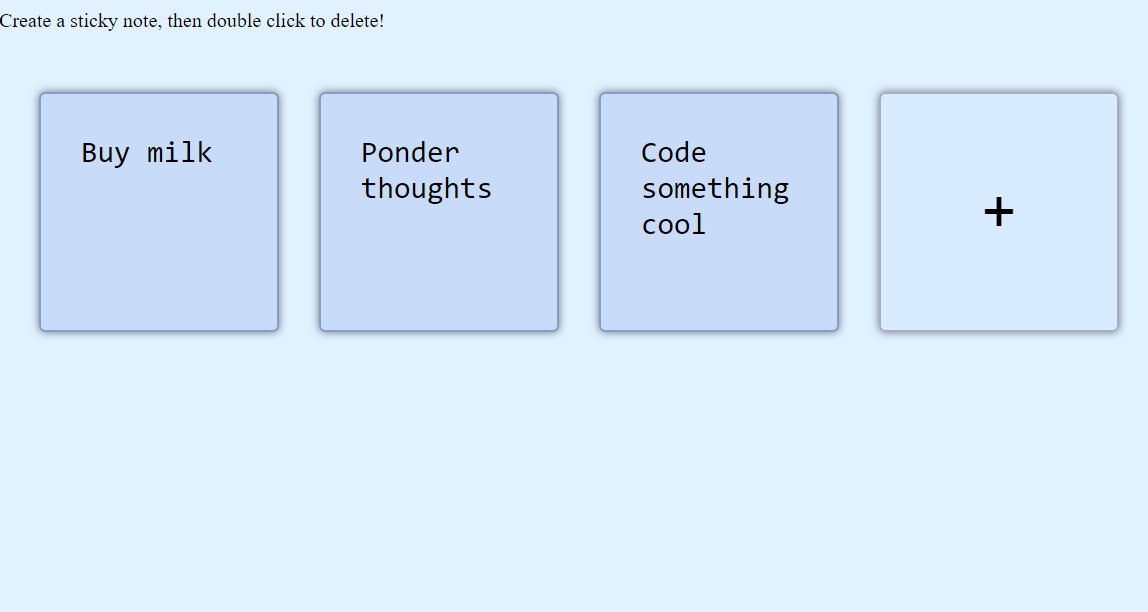 Create a sticky note, then double click to delete!
Buy milk
Ponder
thoughts
Code
something
cool
+